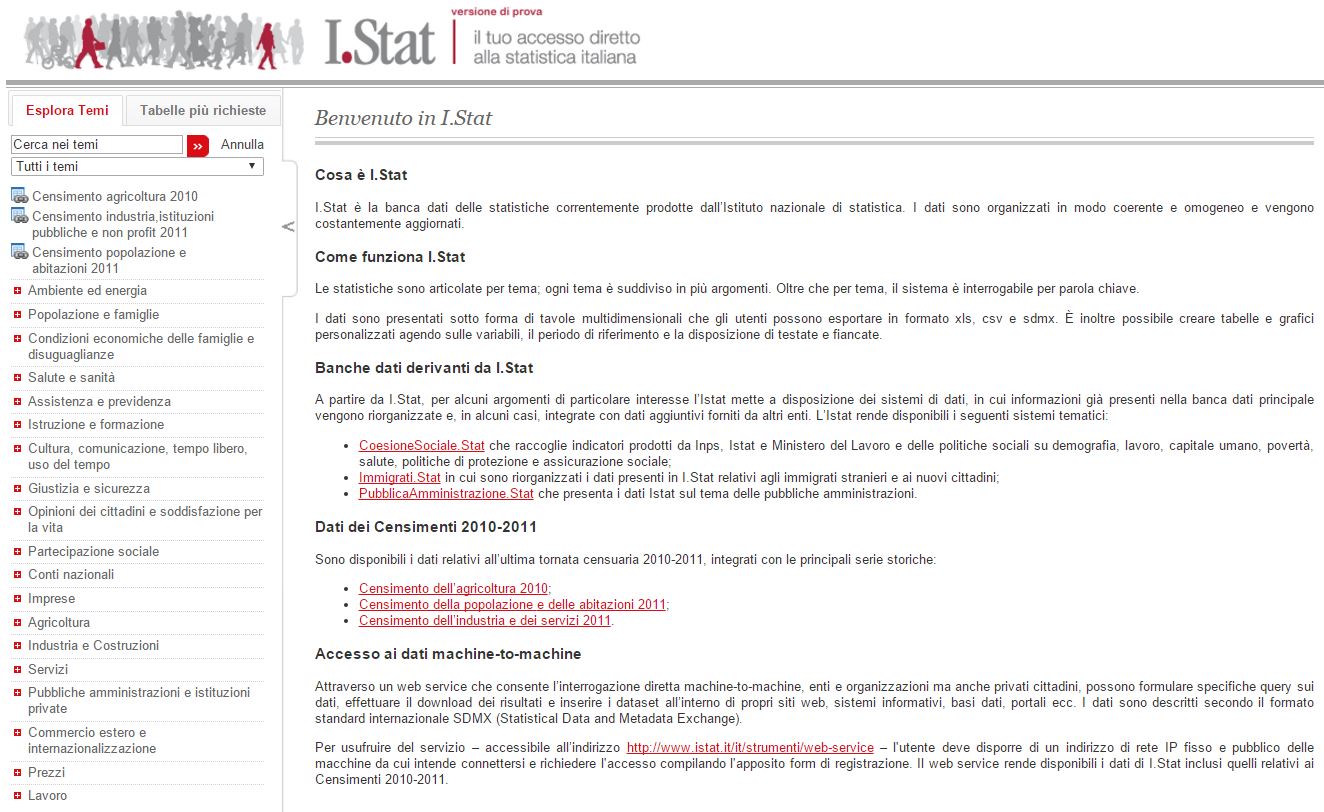 versione di prova
I.Stat
il tuo accesso diretto
alla statistica italiana
Esplora Temi
Tabelle più richieste
Cerca nei temi
»
Annulla
Tutti i temi
Censimento agricoltura 2010
Censimento industria,istituzioni
pubbliche e non profit 2011
Censimento popolazione e
abitazioni 2011
Ambiente ed energia
Popolazione e famiglie
Condizioni economiche delle famiglie e
disuguaglianze
Salute e sanità
Assistenza e previdenza
Istruzione e formazione
Cultura, comunicazione, tempo libero,
uso del tempo
Giustizia e sicurezza
Opinioni dei cittadini e soddisfazione per
la vita
Partecipazione sociale
Conti nazionali
Imprese
Agricoltura
Industria e Costruzioni
Servizi
Pubbliche amministrazioni e istituzioni
private
Commercio estero e
internazionalizzazione
Prezzi
Lavoro
<
Benvenuto in I.Stat
Cosa è I.Stat
I.Stat è la banca dati delle statistiche correntemente prodotte dall'Istituto nazionale di statistica. I dati sono organizzati in modo coerente e omogeneo e vengono
costantemente aggiornati.
Come funziona I.Stat
Le statistiche sono articolate per tema; ogni tema è suddiviso in più argomenti. Oltre che per tema, il sistema è interrogabile per parola chiave.
I dati sono presentati sotto forma di tavole multidimensionali che gli utenti possono esportare in formato xls, csv e sdmx. È inoltre possibile creare tabelle e grafici
personalizzati agendo sulle variabili, il periodo di riferimento e la disposizione di testate e fiancate.
Banche dati derivanti da I.Stat
A partire da I.Stat, per alcuni argomenti di particolare interesse l'Istat mette a disposizione dei sistemi di dati, in cui informazioni già presenti nella banca dati principale
vengono riorganizzate e, in alcuni casi, integrate con dati aggiuntivi forniti da altri enti. L'Istat rende disponibili i seguenti sistemi tematici:
• CoesioneSociale.Stat che raccoglie indicatori prodotti da Inps, Istat e Ministero del Lavoro e delle politiche sociali su demografia, lavoro, capitale umano, povertà,
salute, politiche di protezione e assicurazione sociale;
• Immigrati.Stat in cui sono riorganizzati i dati presenti in I.Stat relativi agli immigrati stranieri e ai nuovi cittadini;
• PubblicaAmministrazione.Stat che presenta i dati Istat sul tema delle pubbliche amministrazioni.
Dati dei Censimenti 2010-2011
Sono disponibili i dati relativi all'ultima tornata censuaria 2010-2011, integrati con le principali serie storiche:
• Censimento dell'agricoltura 2010;
• Censimento della popolazione e delle abitazioni 2011;
• Censimento dell'industria e dei servizi 2011.
Accesso ai dati machine-to-machine
Attraverso un web service che consente l'interrogazione diretta machine-to-machine, enti e organizzazioni ma anche privati cittadini, possono formulare specifiche query sui
dati, effettuare il download dei risultati e inserire i dataset all'interno di propri siti web, sistemi informativi, basi dati, portali ecc. I dati sono descritti secondo il formato
standard internazionale SDMX (Statistical Data and Metadata Exchange).
Per usufruire del servizio – accessibile all'indirizzo http://www.istat.it/it/strumenti/web-service – l'utente deve disporre di un indirizzo di rete IP fisso e pubblico delle
macchine da cui intende connettersi e richiedere l'accesso compilando l'apposito form di registrazione. Il web service rende disponibili i dati di I.Stat inclusi quelli relativi ai
Censimenti 2010-2011.